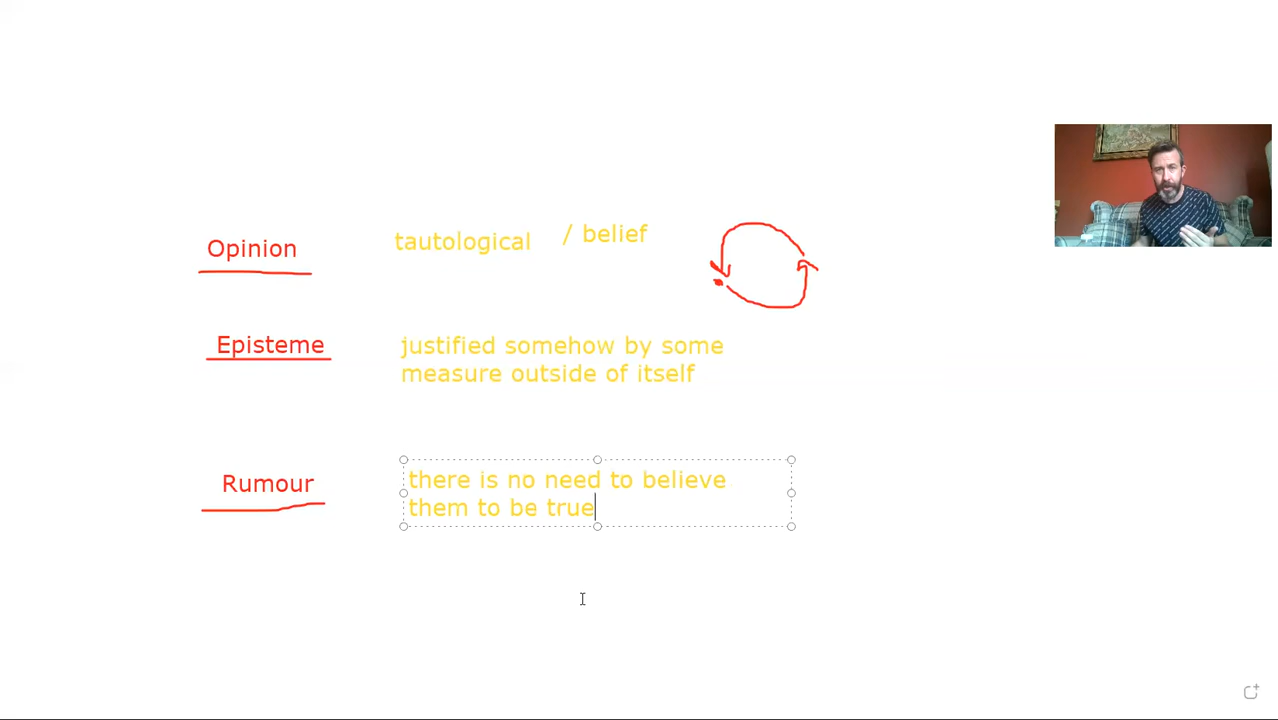 Opinion
tautological / belief
Episteme
justified somehow by some
measure outside of itself
Rumour
there is no need to believe
them to be true